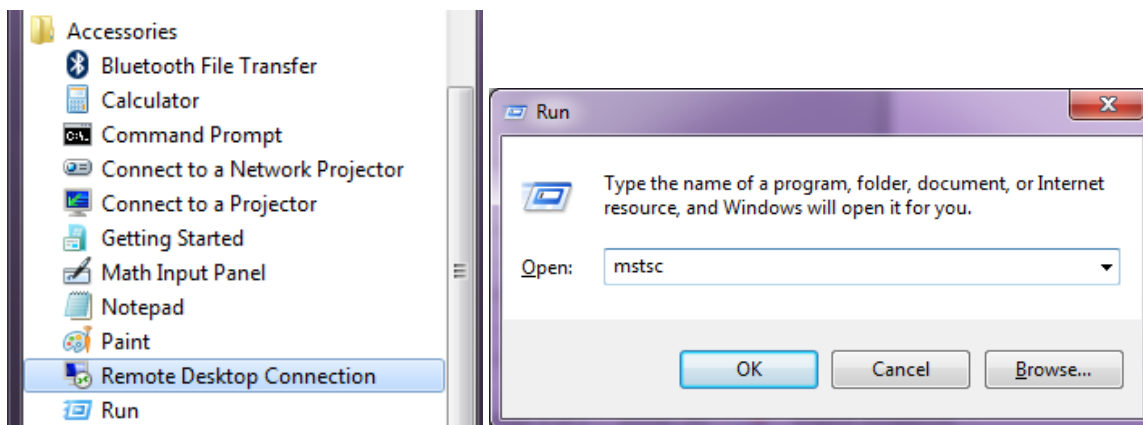 Accessories
Bluetooth File Transfer
Calculator
C:\.
Command Prompt
Connect to a Network Projector
Connect to a Projector
Getting Started
Math Input Panel
Notepad
Paint
Remote Desktop Connection
Run
Run
Type the name of a program, folder, document, or Internet
resource, and Windows will open it for you.
Open:
mstsc
OK
Cancel
Browse...